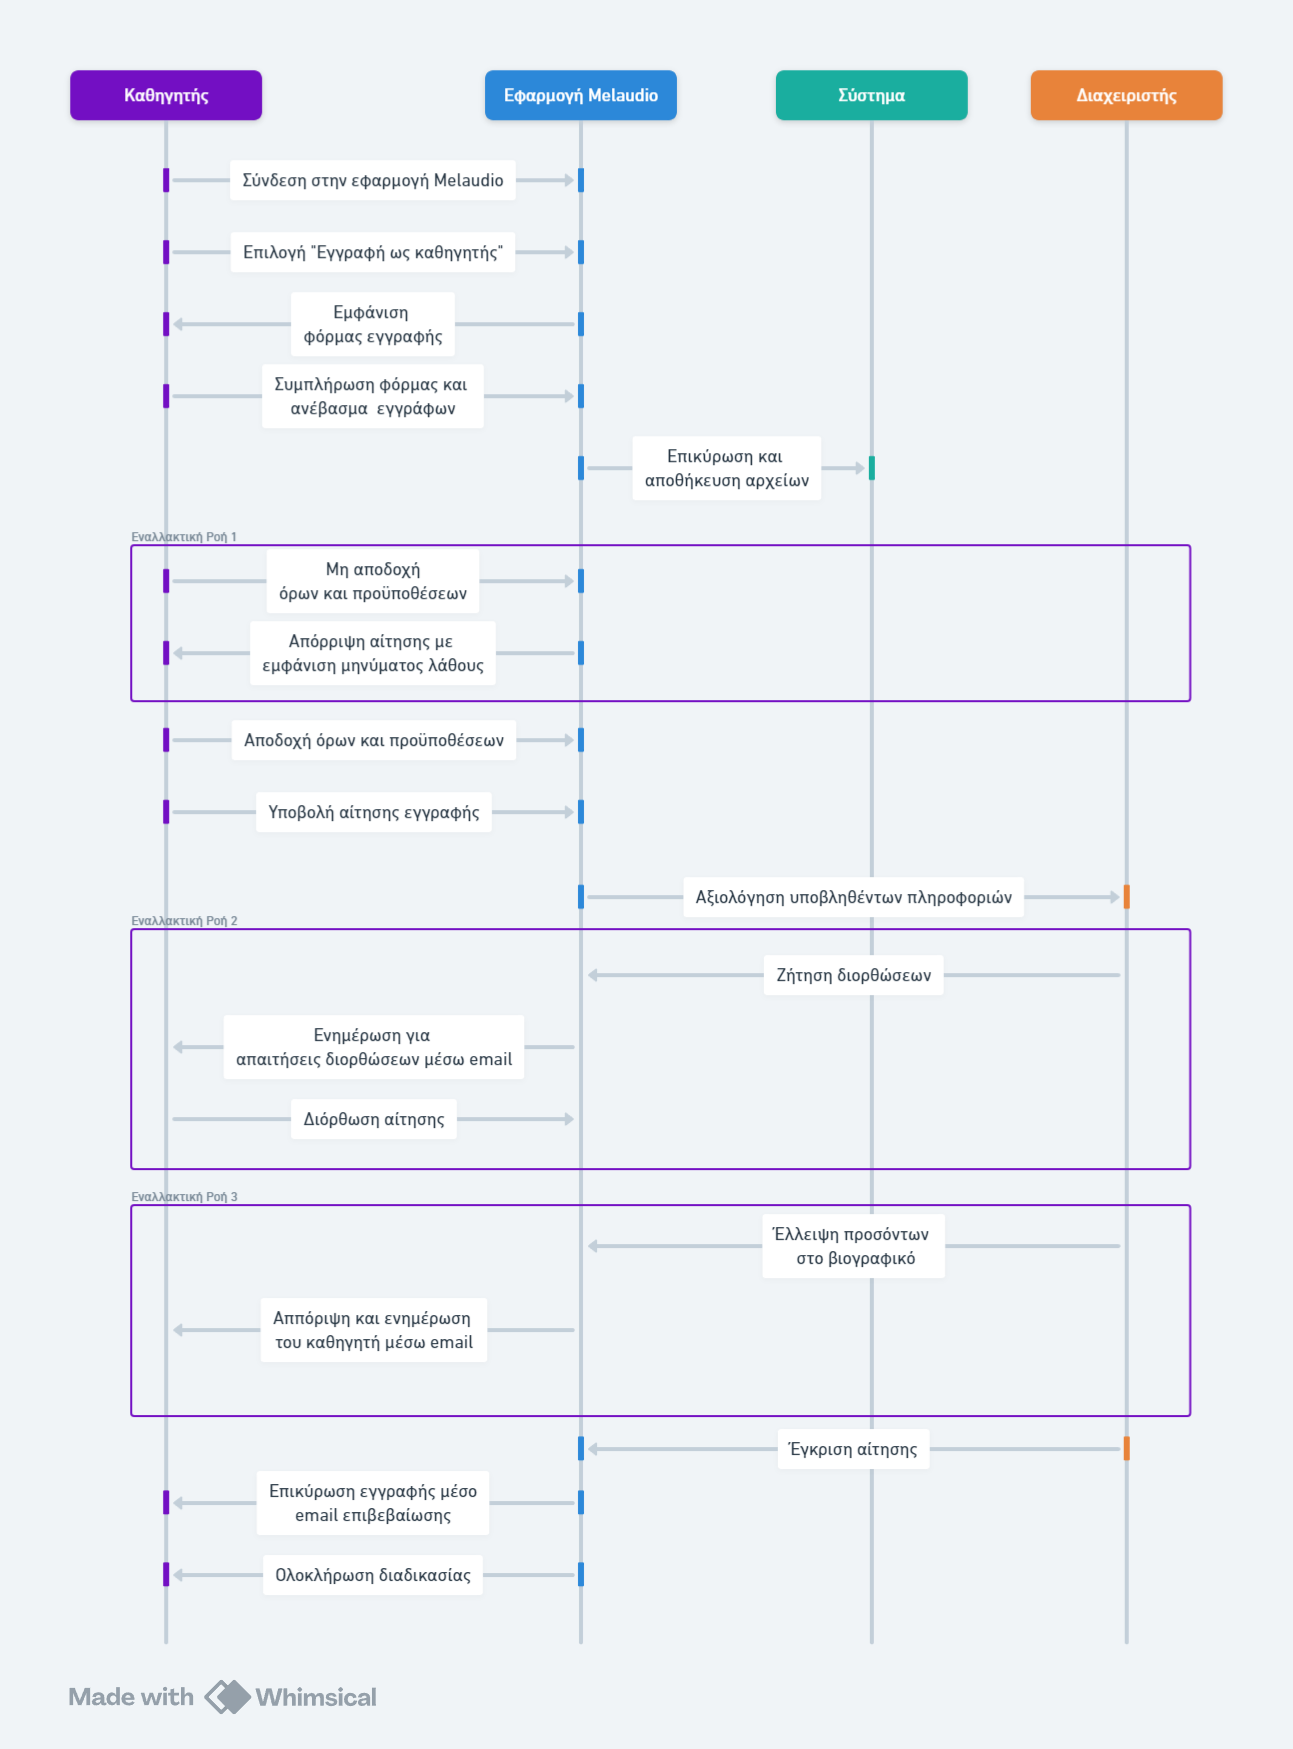 Καθηγητής
Εφαρμογή Melaudio
Σύστημα
Διαχειριστής
Σύνδεση στην εφαρμογή Melaudio
Επιλογή "Εγγραφή ως καθηγητής"
Εμφάνιση
φόρμας εγγραφής
Συμπλήρωση φόρμας και
ανέβασμα εγγράφων
Επικύρωση και
αποθήκευση αρχείων
Εναλλακτική Ροή 1
Μη αποδοχή
όρων και προϋποθέσεων
Απόρριψη αίτησης με
εμφάνιση μηνύματος λάθους
Αποδοχή όρων και προϋποθέσεων
Υποβολή αίτησης εγγραφής
Αξιολόγηση υποβληθέντων πληροφοριών
Εναλλακτική Ροή 2
Ζήτηση διορθώσεων
Ενημέρωση για
απαιτήσεις διορθώσεων μέσω email
Διόρθωση αίτησης
Εναλλακτική Ροή 3
Έλλειψη προσόντων
στο βιογραφικό
Αππόριψη και ενημέρωση
του καθηγητή μέσω email
Έγκριση αίτησης
Επικύρωση εγγραφής μέσο
email επιβεβαίωσης
Ολοκλήρωση διαδικασίας
Made with Whimsical